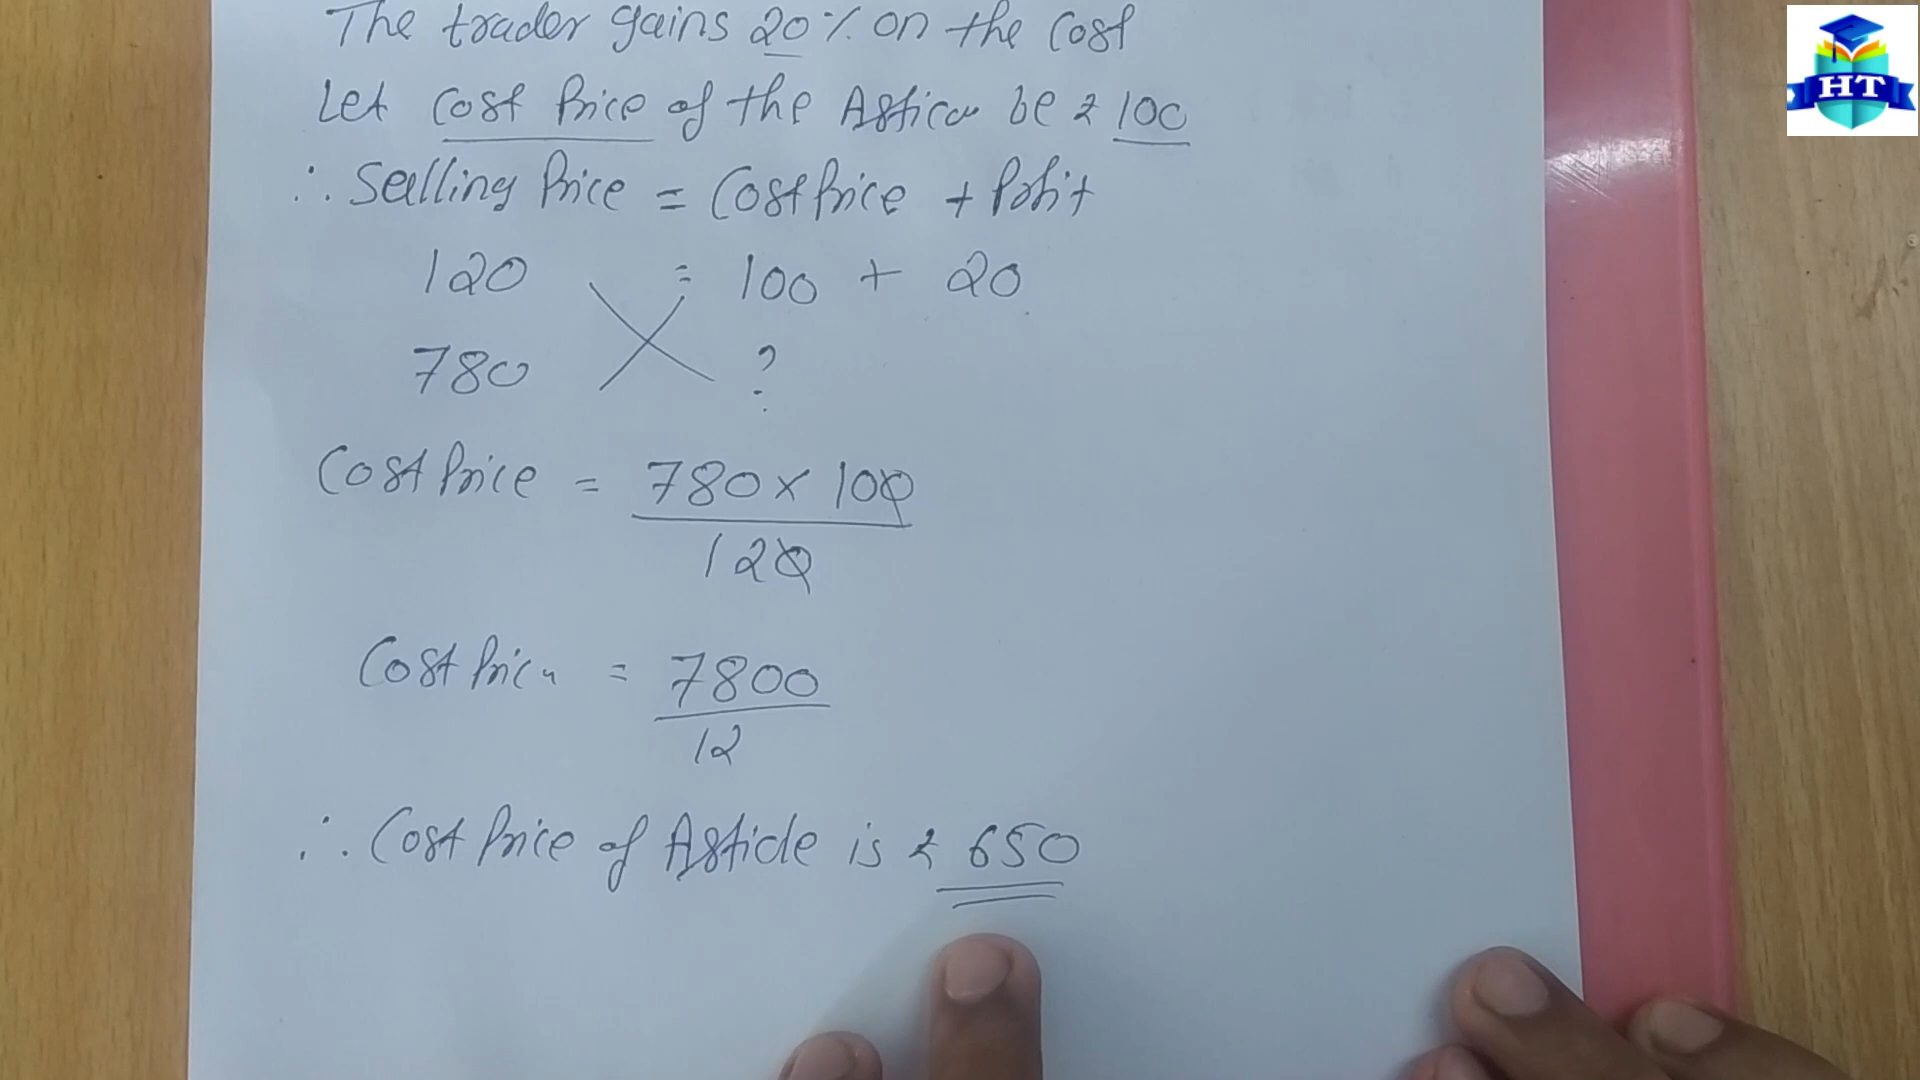 The trader gains 20% on the Cost
HT
Let Cost Price of the Article be ₹ 100
∴ Selling Price = Cost Price + Pofit
120 = 100 + 20
780 ?
Cost Price = 780 × 100
120
Cost Price = 7800
12
∴ Cost Price of Article is ₹ 650